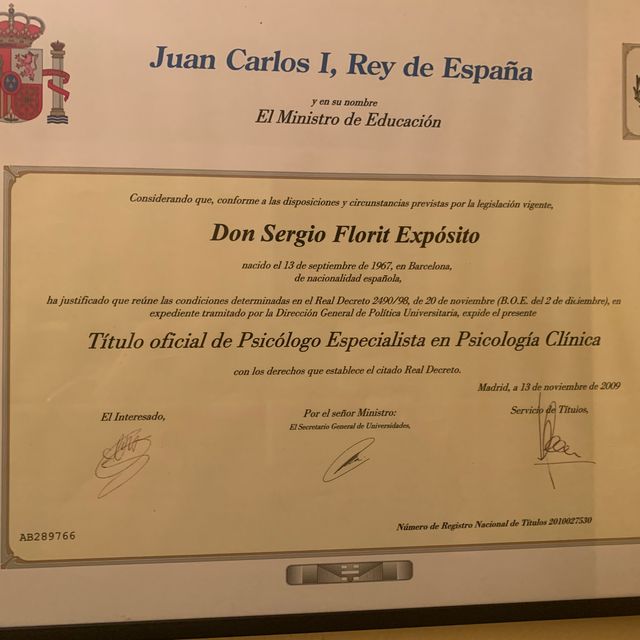 Juan Carlos I, Rey de España
y en su nombre
El Ministro de Educación
Considerando que, conforme a las disposiciones y circunstancias previstas por la legislación vigente,
Don Sergio Florit Expósito
nacido el 13 de septiembre de 1967, en Barcelona,
de nacionalidad española,
ha justificado que reúne las condiciones determinadas en el Real Decreto 2490/98, de 20 de noviembre (B.O.E. del 2 de diciembre), en
expediente tramitado por la Dirección General de Política Universitaria, expide el presente
Título oficial de Psicólogo Especialista en Psicología Clínica
con los derechos que establece el citado Real Decreto.
Madrid, a 13 de noviembre de 2009
El Interesado,
Por el señor Ministro:
El Secretario General de Universidades,
Servicio de Títulos,
AB289766
Número de Registro Nacional de Títulos 2010027530